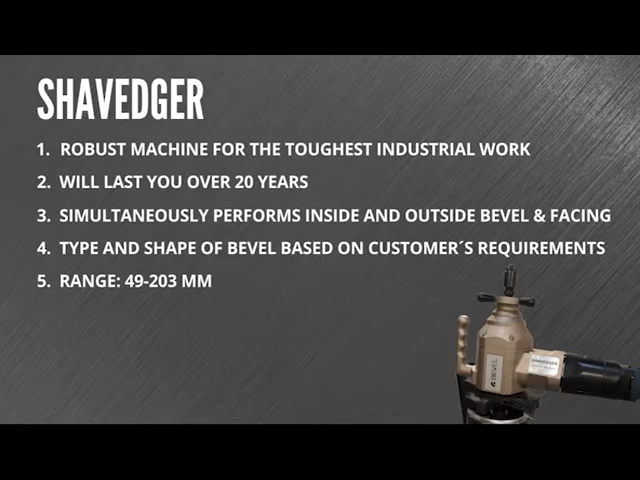 SHAVEDGER
1. ROBUST MACHINE FOR THE TOUGHEST INDUSTRIAL WORK
2. WILL LAST YOU OVER 20 YEARS
3. SIMULTANEOUSLY PERFORMS INSIDE AND OUTSIDE BEVEL & FACING
4. TYPE AND SHAPE OF BEVEL BASED ON CUSTOMER´S REQUIREMENTS
5. RANGE: 49-203 MM
BEVEL
SHAVEDGER